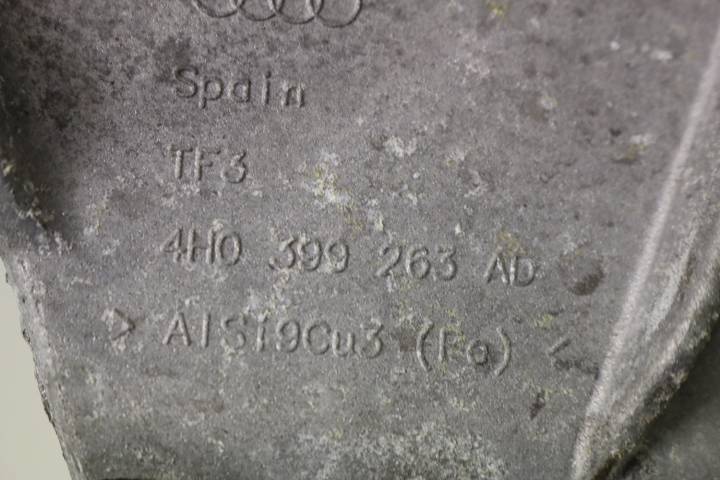 Spain
TF3
4H0 399 263 AD
> AlSi9Cu3 (Fe) <